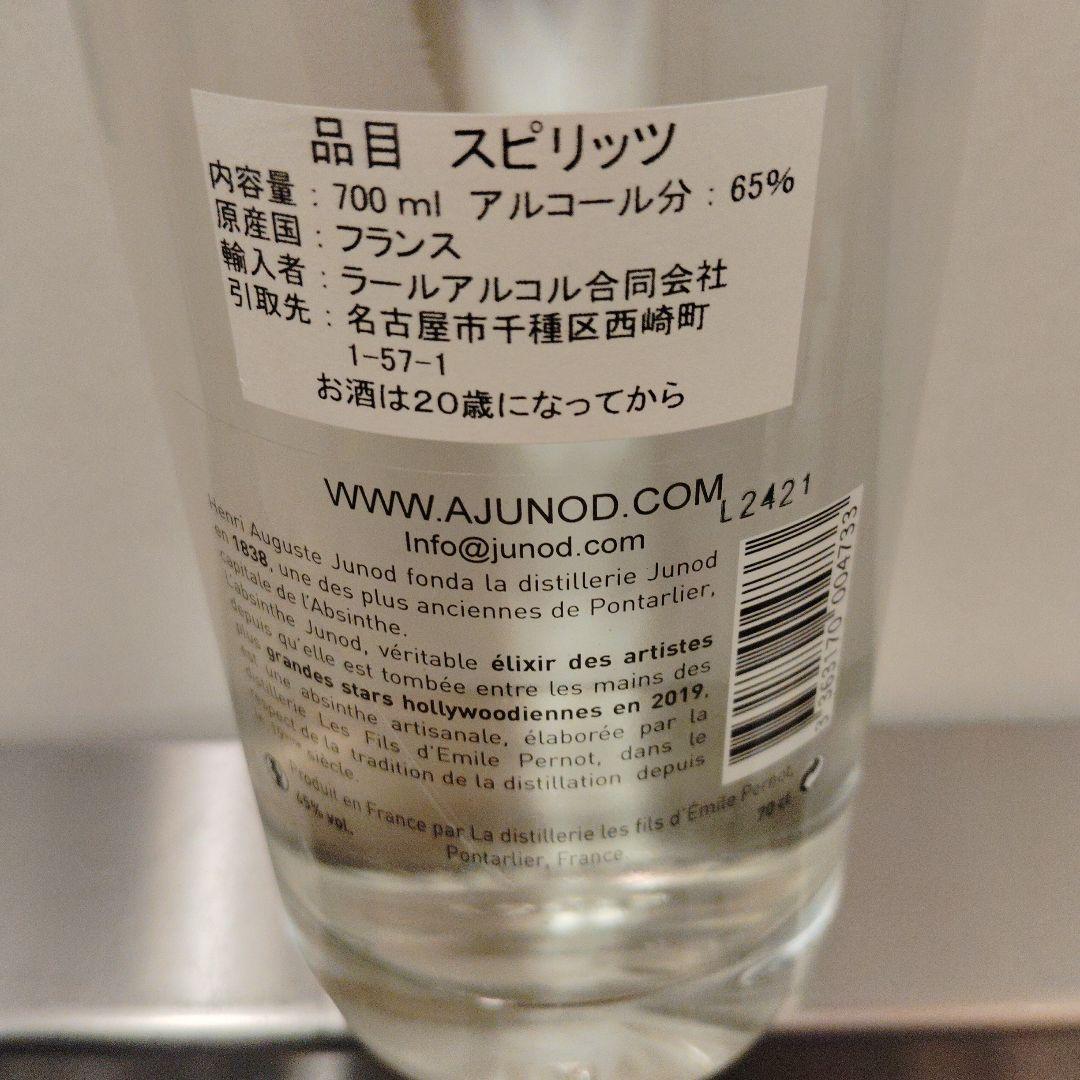 品目 スピリッツ
内容量：700ml アルコール分：65%
原産国：フランス
輸入者：ラールアルコル合同会社
引取先：名古屋市千種区西崎町
1-57-1
お酒は20歳になってから
WWW.AJUNOD.COM
L2421
Info@junod.com
Henri Auguste Junod fonda la distillerie Junod
en 1838, une des plus anciennes de Pontarlier,
capitale de l'Absinthe.
L'absinthe Junod, véritable élixir des artistes
depuis qu'elle est tombée entre les mains des
plus grandes stars hollywoodiennes en 2019,
est une absinthe artisanale, élaborée par la
distillerie Les Fils d'Emile Pernot, dans le
respect de la tradition de la distillation depuis
le siècle.
3 363170 004733
Produit en France par La distillerie les fils d'Émile Pernot,
Pontarlier, France.
65% vol.
70 cl